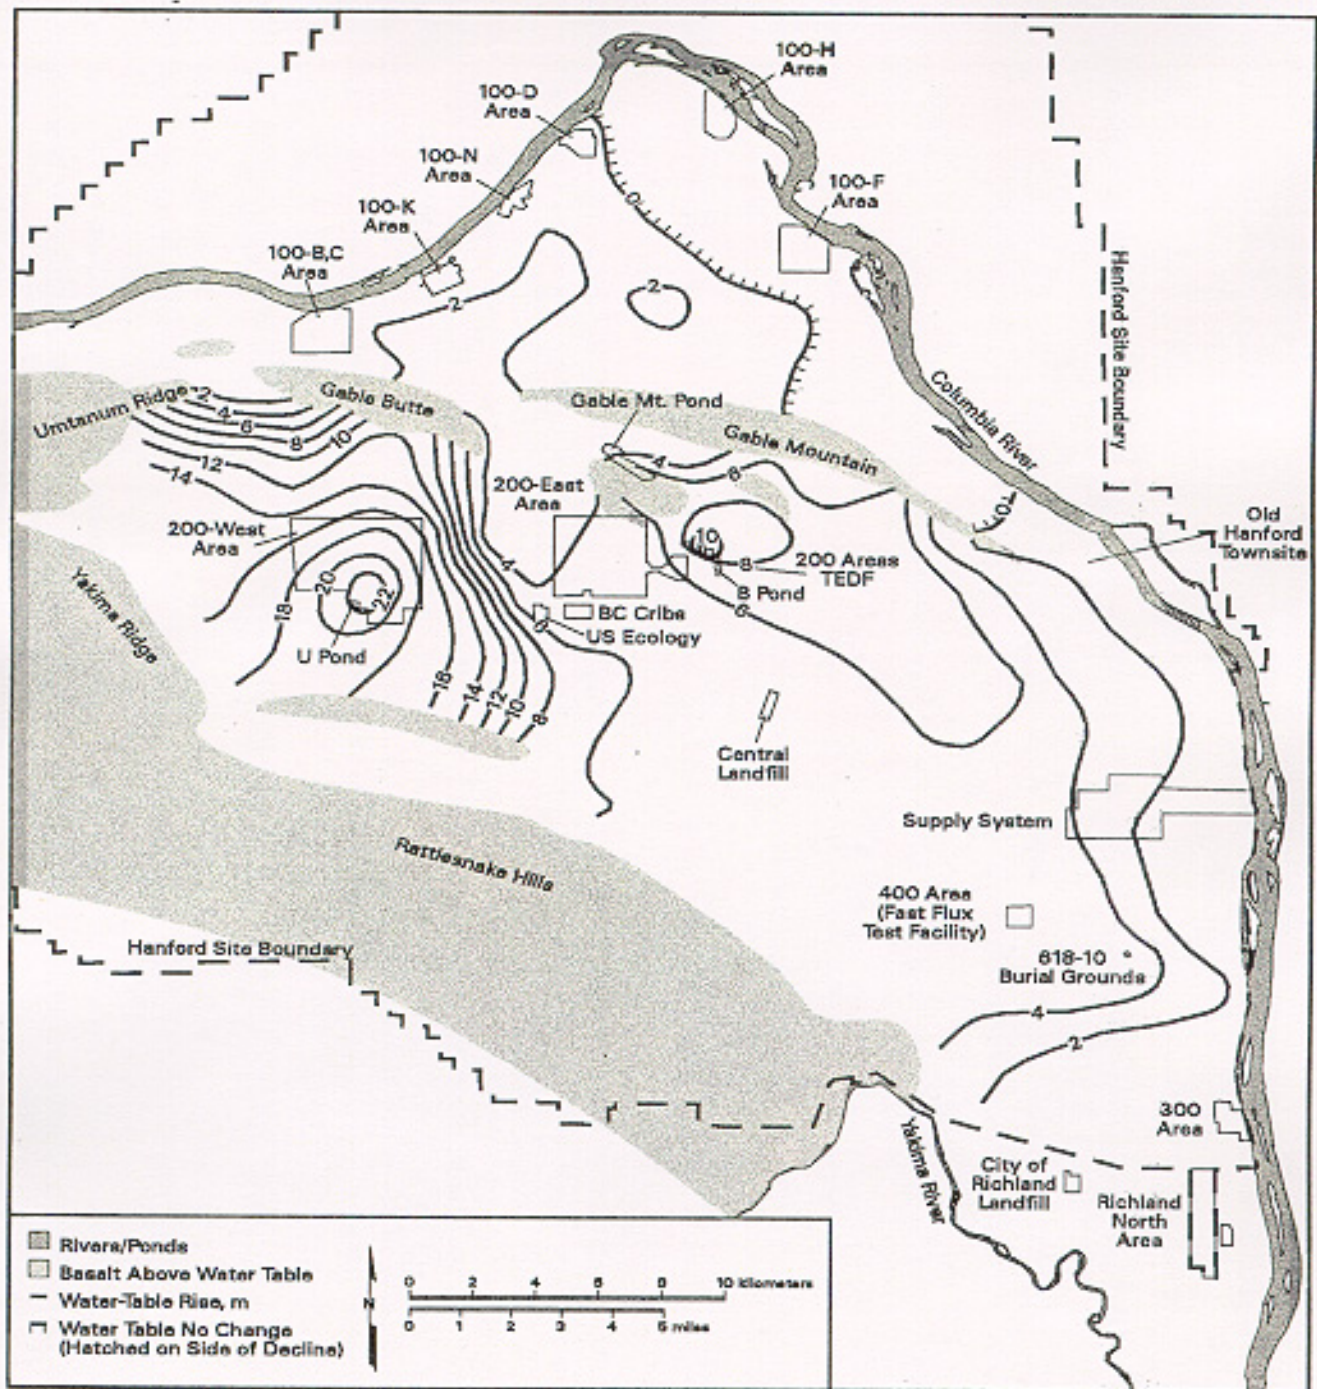 100-H
Area
100-D
Area
100-N
Area
100-F
Area
100-K
Area
100-B,C
Area
0
2
2
Hanford Site Boundary
Columbia River
Umtanum Ridge
2
4
6
8
10
12
14
Gable Butte
Gable Mt. Pond
Gable Mountain
4
6
200-East
Area
200-West
Area
10
8
200 Areas
TEDF
B Pond
6
0
Old
Hanford
Townsite
4
Yakima Ridge
20
22
18
U Pond
BC Cribs
US Ecology
6
18
14
12
10
8
Central
Landfill
Supply System
Rattlesnake Hills
400 Area
(Fast Flux
Test Facility)
618-10
Burial Grounds
Hanford Site Boundary
4
2
300
Area
Yakima River
City of
Richland
Landfill
Richland
North
Area
Rivers/Ponds
Basalt Above Water Table
Water-Table Rise, m
Water Table No Change
(Hatched on Side of Decline)
N
0 2 4 6 8 10 kilometers
0 1 2 3 4 5 miles